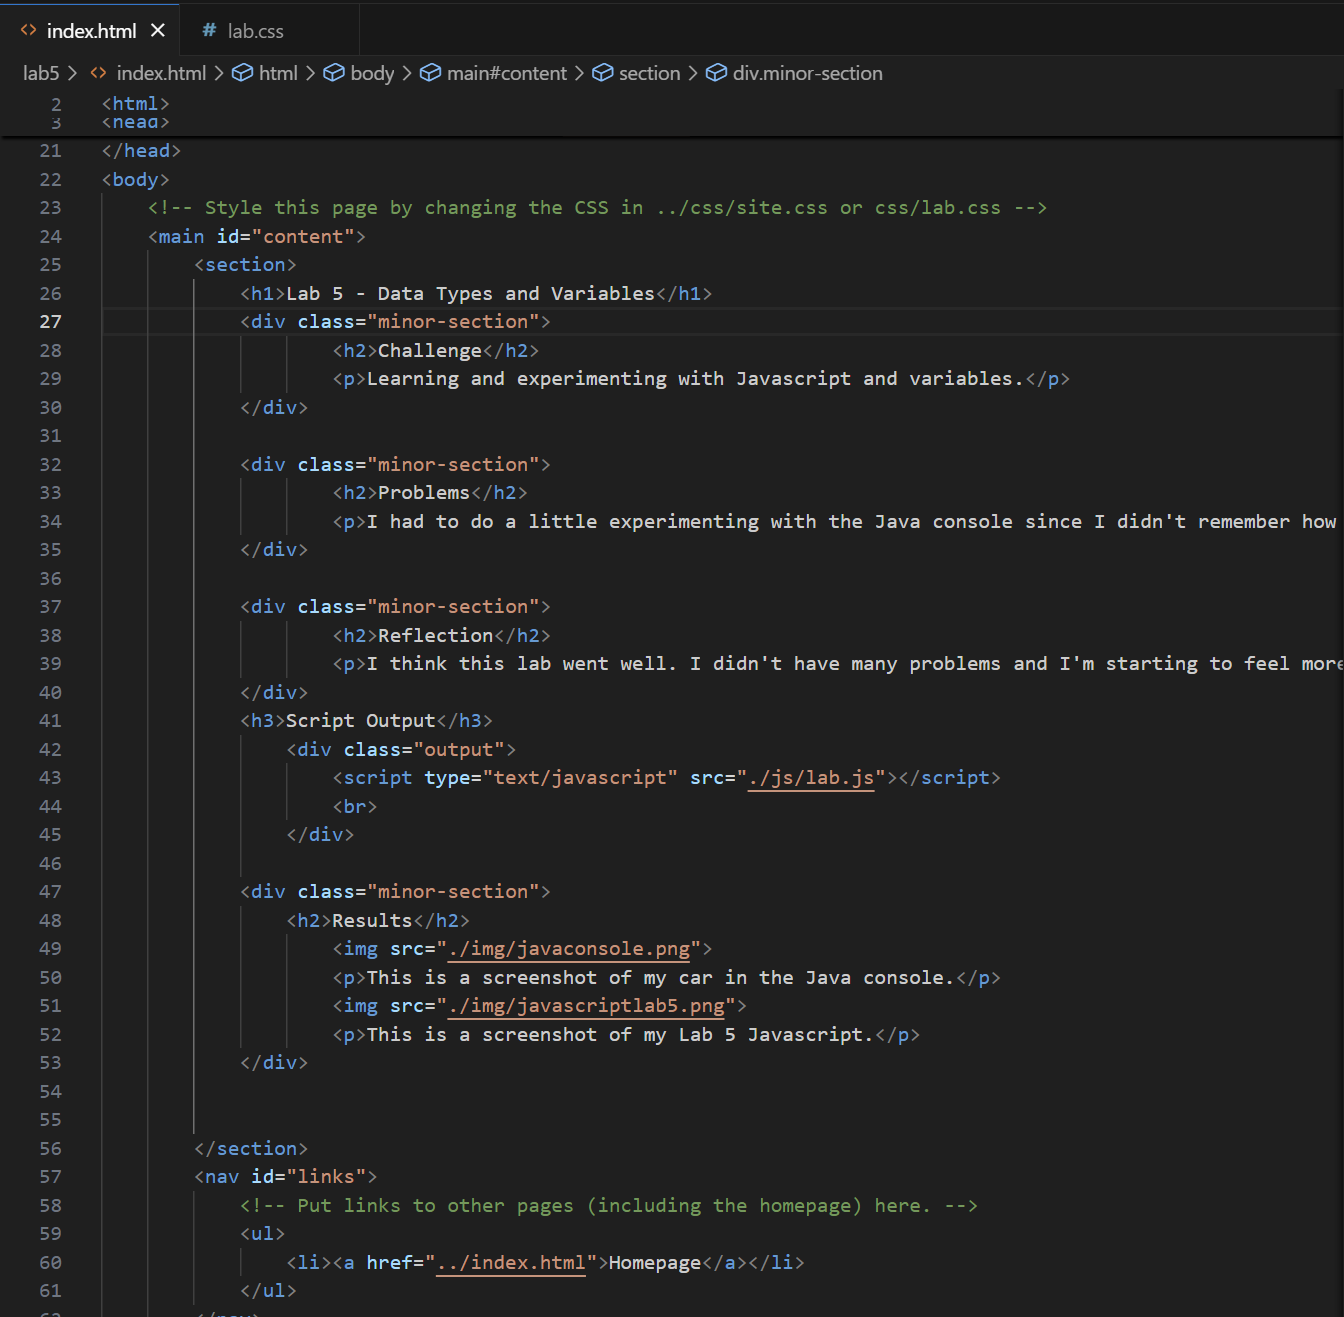 index.html
lab.css
lab5 > index.html > html > body > main#content > section > div.minor-section
2 <html>
3 <head>
21 </head>
22 <body>
23 <!-- Style this page by changing the CSS in ../css/site.css or css/lab.css -->
24 <main id="content">
25 <section>
26 <h1>Lab 5 - Data Types and Variables</h1>
27 <div class="minor-section">
28 <h2>Challenge</h2>
29 <p>Learning and experimenting with Javascript and variables.</p>
30 </div>
31
32 <div class="minor-section">
33 <h2>Problems</h2>
34 <p>I had to do a little experimenting with the Java console since I didn't remember how
35 </div>
36
37 <div class="minor-section">
38 <h2>Reflection</h2>
39 <p>I think this lab went well. I didn't have many problems and I'm starting to feel more
40 </div>
41 <h3>Script Output</h3>
42 <div class="output">
43 <script type="text/javascript" src="./js/lab.js"></script>
44 <br>
45 </div>
46
47 <div class="minor-section">
48 <h2>Results</h2>
49 <img src="./img/javaconsole.png">
50 <p>This is a screenshot of my car in the Java console.</p>
51 <img src="./img/javascriptlab5.png">
52 <p>This is a screenshot of my Lab 5 Javascript.</p>
53 </div>
54
55
56 </section>
57 <nav id="links">
58 <!-- Put links to other pages (including the homepage) here. -->
59 <ul>
60 <li><a href="../index.html">Homepage</a></li>
61 </ul>